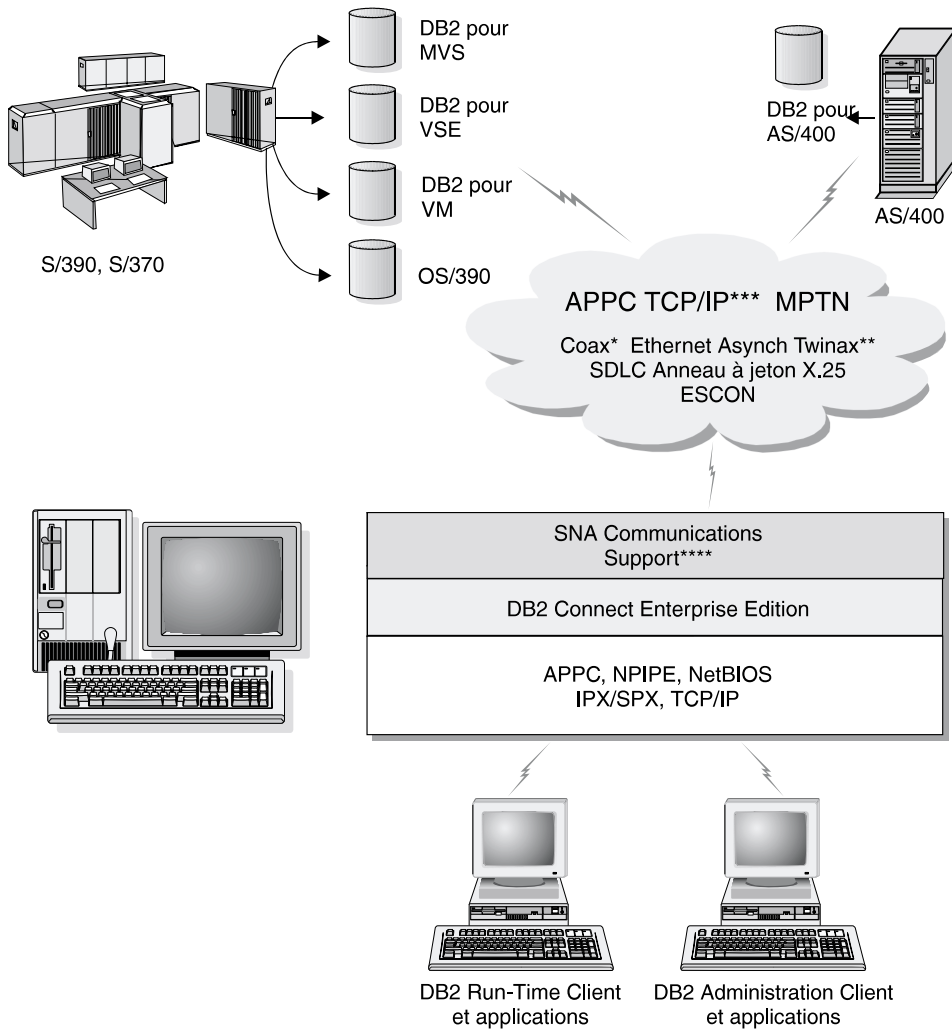 DB2 pour
MVS
DB2 pour
VSE
DB2 pour
VM
OS/390
S/390, S/370
DB2 pour
AS/400
AS/400
APPC TCP/IP*** MPTN
Coax* Ethernet Asynch Twinax**
SDLC Anneau à jeton X.25
ESCON
SNA Communications
Support****
DB2 Connect Enterprise Edition
APPC, NPIPE, NetBIOS
IPX/SPX, TCP/IP
DB2 Run-Time Client
et applications
DB2 Administration Client
et applications